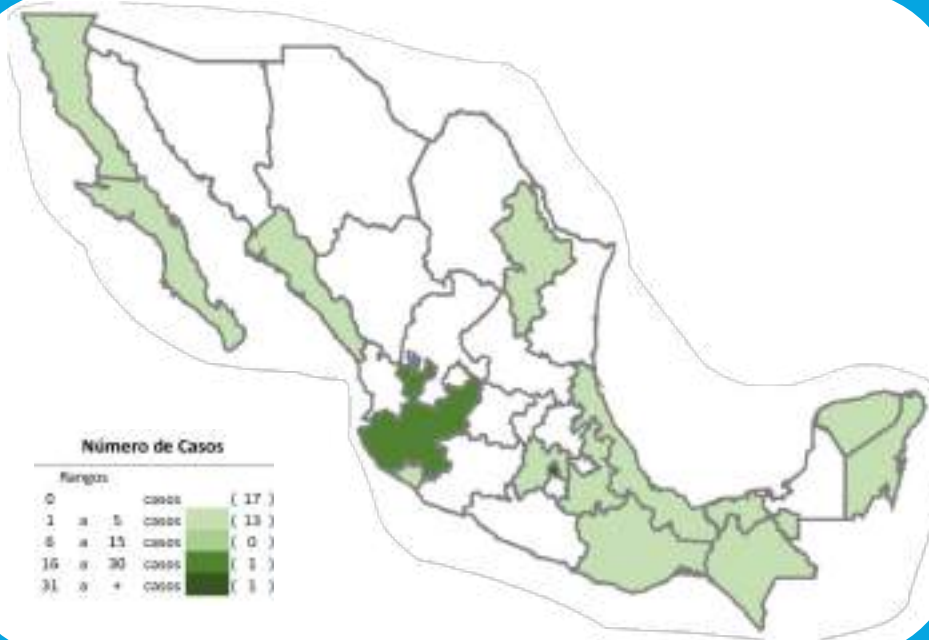 Número de Casos
Rangos
0 casos ( 17 )
1 a 5 casos ( 13 )
6 a 15 casos ( 0 )
16 a 30 casos ( 1 )
31 a + casos ( 1 )